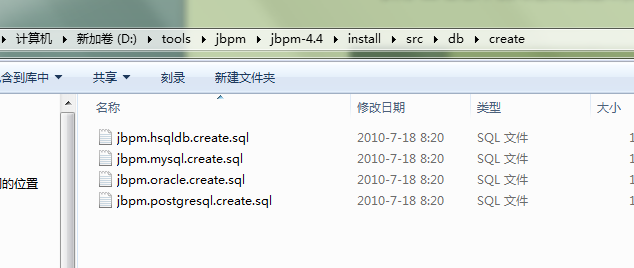 计算机 新加卷 (D:) tools jbpm jbpm-4.4 install src db create
含到库中 共享 刻录 新建文件夹
名称 修改日期 类型 大小
jbpm.hsqldb.create.sql 2010-7-18 8:20 SQL 文件 1
jbpm.mysql.create.sql 2010-7-18 8:20 SQL 文件 1
jbpm.oracle.create.sql 2010-7-18 8:20 SQL 文件 1
的位置
jbpm.postgresql.create.sql 2010-7-18 8:20 SQL 文件 1